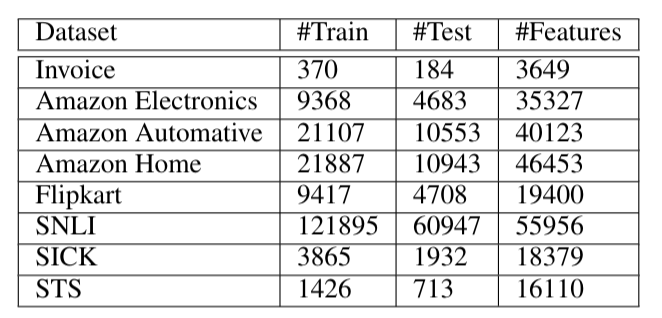 Dataset #Train #Test #Features
Invoice 370 184 3649
Amazon Electronics 9368 4683 35327
Amazon Automative 21107 10553 40123
Amazon Home 21887 10943 46453
Flipkart 9417 4708 19400
SNLI 121895 60947 55956
SICK 3865 1932 18379
STS 1426 713 16110